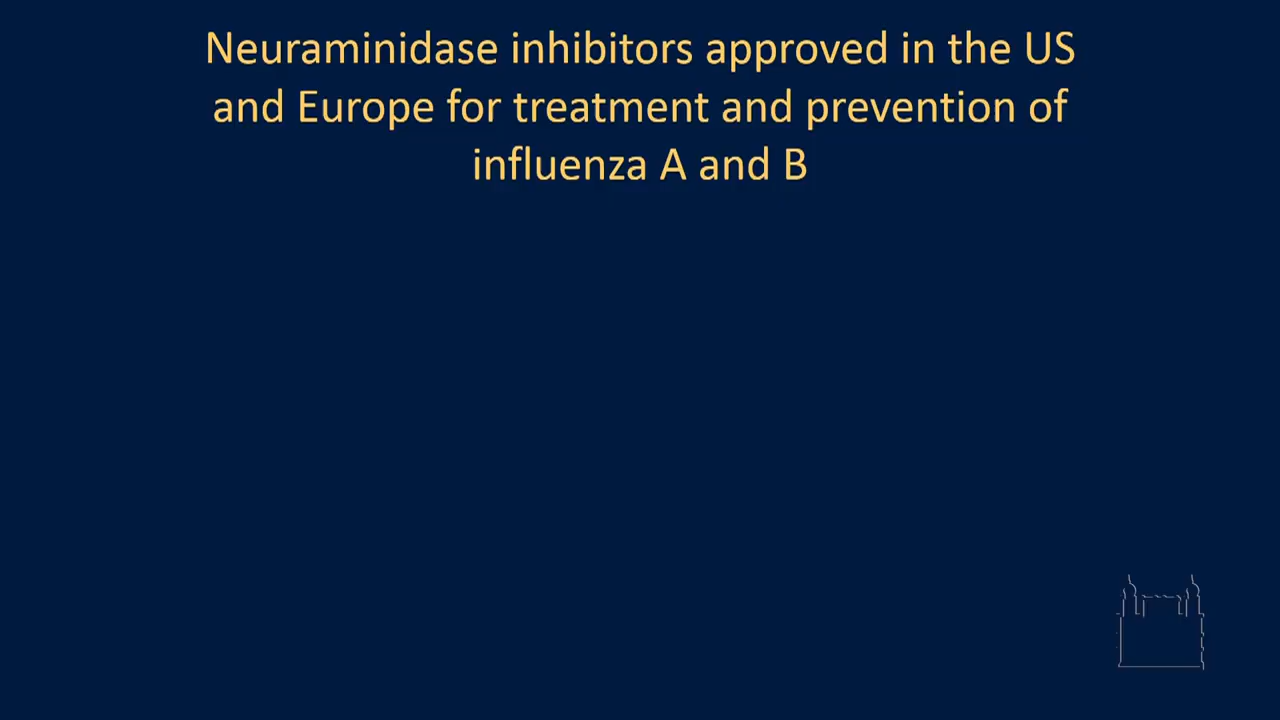 Neuraminidase inhibitors approved in the US
and Europe for treatment and prevention of
influenza A and B